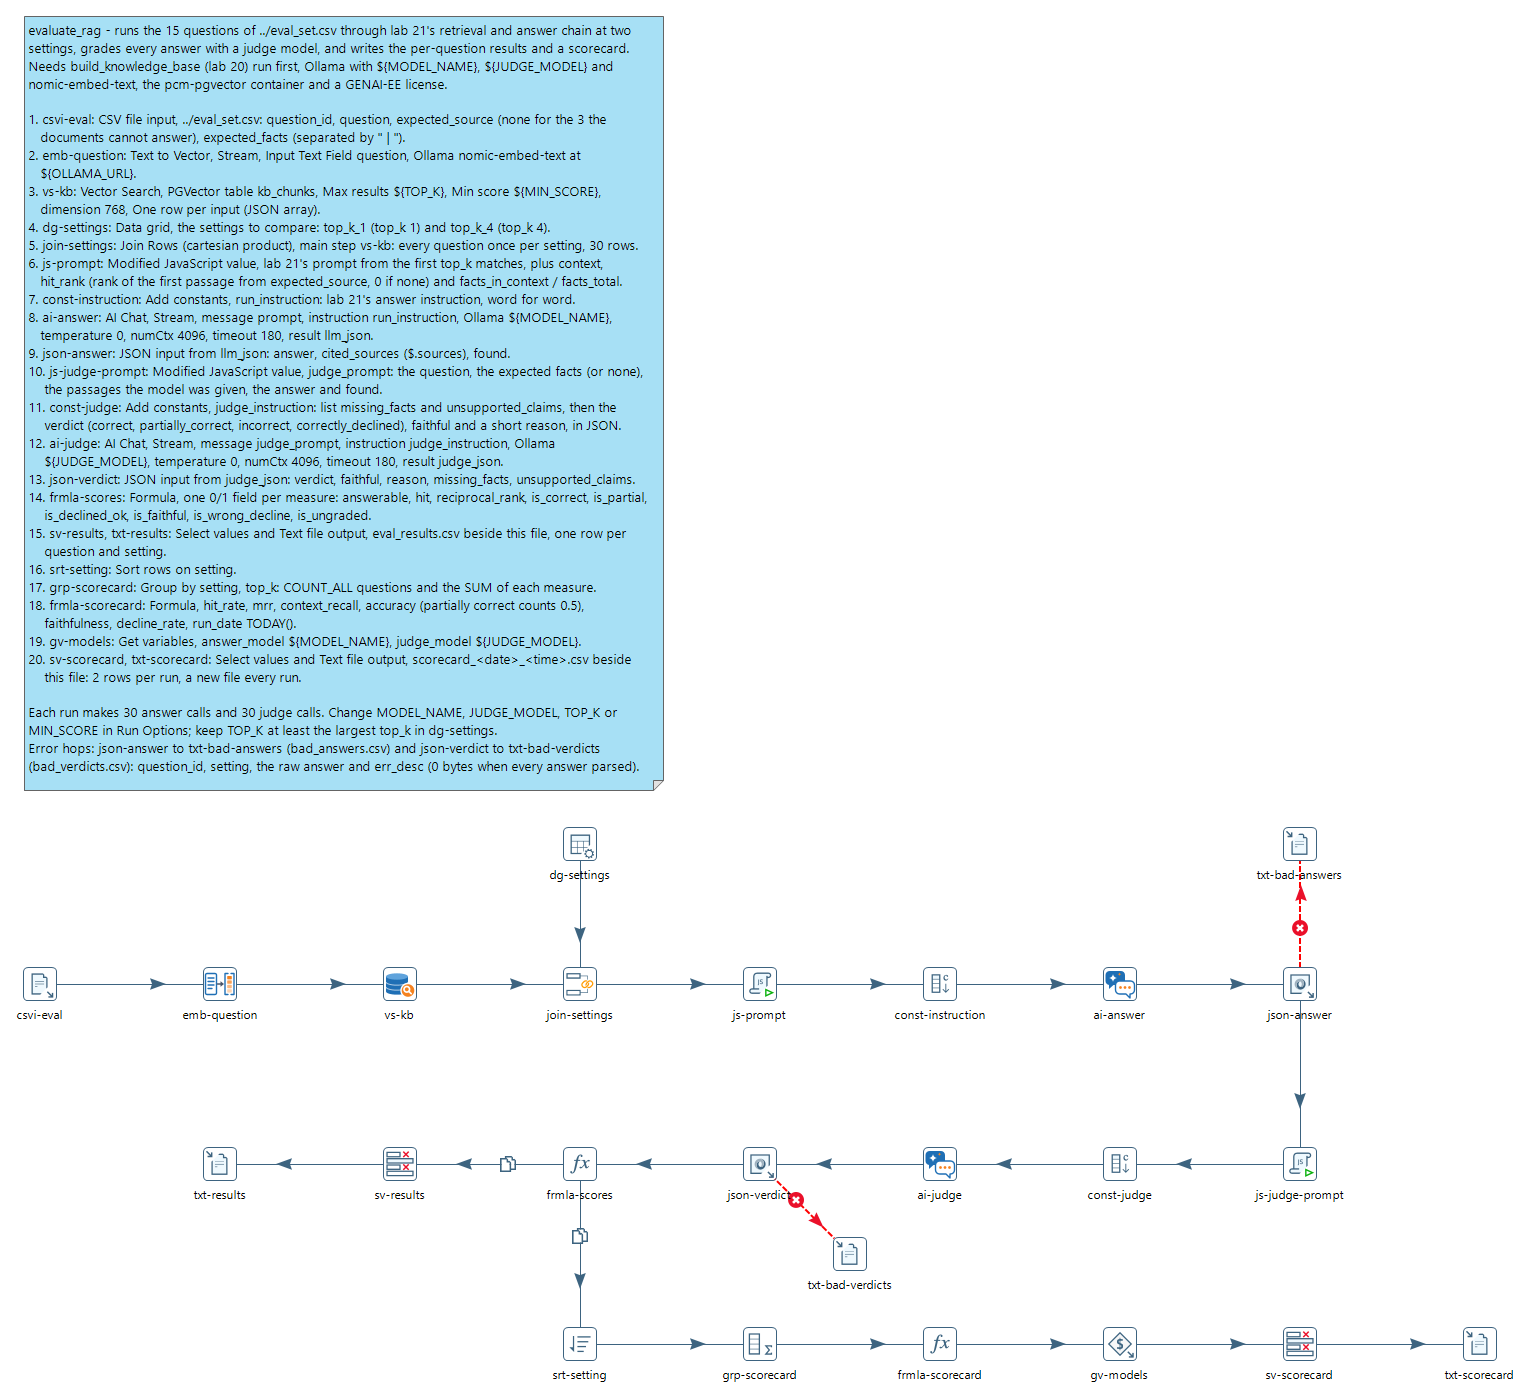 evaluate_rag - runs the 15 questions of ../eval_set.csv through lab 21's retrieval and answer chain at two
settings, grades every answer with a judge model, and writes the per-question results and a scorecard.
Needs build_knowledge_base (lab 20) run first, Ollama with ${MODEL_NAME}, ${JUDGE_MODEL} and
nomic-embed-text, the pcm-pgvector container and a GENAI-EE license.
1. csvi-eval: CSV file input, ../eval_set.csv: question_id, question, expected_source (none for the 3 the
documents cannot answer), expected_facts (separated by " | ").
2. emb-question: Text to Vector, Stream, Input Text Field question, Ollama nomic-embed-text at
${OLLAMA_URL}.
3. vs-kb: Vector Search, PGVector table kb_chunks, Max results ${TOP_K}, Min score ${MIN_SCORE},
dimension 768, One row per input (JSON array).
4. dg-settings: Data grid, the settings to compare: top_k_1 (top_k 1) and top_k_4 (top_k 4).
5. join-settings: Join Rows (cartesian product), main step vs-kb: every question once per setting, 30 rows.
6. js-prompt: Modified JavaScript value, lab 21's prompt from the first top_k matches, plus context,
hit_rank (rank of the first passage from expected_source, 0 if none) and facts_in_context / facts_total.
7. const-instruction: Add constants, run_instruction: lab 21's answer instruction, word for word.
8. ai-answer: AI Chat, Stream, message prompt, instruction run_instruction, Ollama ${MODEL_NAME},
temperature 0, numCtx 4096, timeout 180, result llm_json.
9. json-answer: JSON input from llm_json: answer, cited_sources ($.sources), found.
10. js-judge-prompt: Modified JavaScript value, judge_prompt: the question, the expected facts (or none),
the passages the model was given, the answer and found.
11. const-judge: Add constants, judge_instruction: list missing_facts and unsupported_claims, then the
verdict (correct, partially_correct, incorrect, correctly_declined), faithful and a short reason, in JSON.
12. ai-judge: AI Chat, Stream, message judge_prompt, instruction judge_instruction, Ollama
${JUDGE_MODEL}, temperature 0, numCtx 4096, timeout 180, result judge_json.
13. json-verdict: JSON input from judge_json: verdict, faithful, reason, missing_facts, unsupported_claims.
14. frmla-scores: Formula, one 0/1 field per measure: answerable, hit, reciprocal_rank, is_correct, is_partial,
is_declined_ok, is_faithful, is_wrong_decline, is_ungraded.
15. sv-results, txt-results: Select values and Text file output, eval_results.csv beside this file, one row per
question and setting.
16. srt-setting: Sort rows on setting.
17. grp-scorecard: Group by setting, top_k: COUNT_ALL questions and the SUM of each measure.
18. frmla-scorecard: Formula, hit_rate, mrr, context_recall, accuracy (partially correct counts 0.5),
faithfulness, decline_rate, run_date TODAY().
19. gv-models: Get variables, answer_model ${MODEL_NAME}, judge_model ${JUDGE_MODEL}.
20. sv-scorecard, txt-scorecard: Select values and Text file output, scorecard_<date>_<time>.csv beside
this file: 2 rows per run, a new file every run.
Each run makes 30 answer calls and 30 judge calls. Change MODEL_NAME, JUDGE_MODEL, TOP_K or
MIN_SCORE in Run Options; keep TOP_K at least the largest top_k in dg-settings.
Error hops: json-answer to txt-bad-answers (bad_answers.csv) and json-verdict to txt-bad-verdicts
(bad_verdicts.csv): question_id, setting, the raw answer and err_desc (0 bytes when every answer parsed).
dg-settings
txt-bad-answers
csvi-eval
emb-question
vs-kb
join-settings
js-prompt
const-instruction
ai-answer
json-answer
txt-results
sv-results
frmla-scores
json-verdict
ai-judge
const-judge
js-judge-prompt
txt-bad-verdicts
srt-setting
grp-scorecard
frmla-scorecard
gv-models
sv-scorecard
txt-scorecard